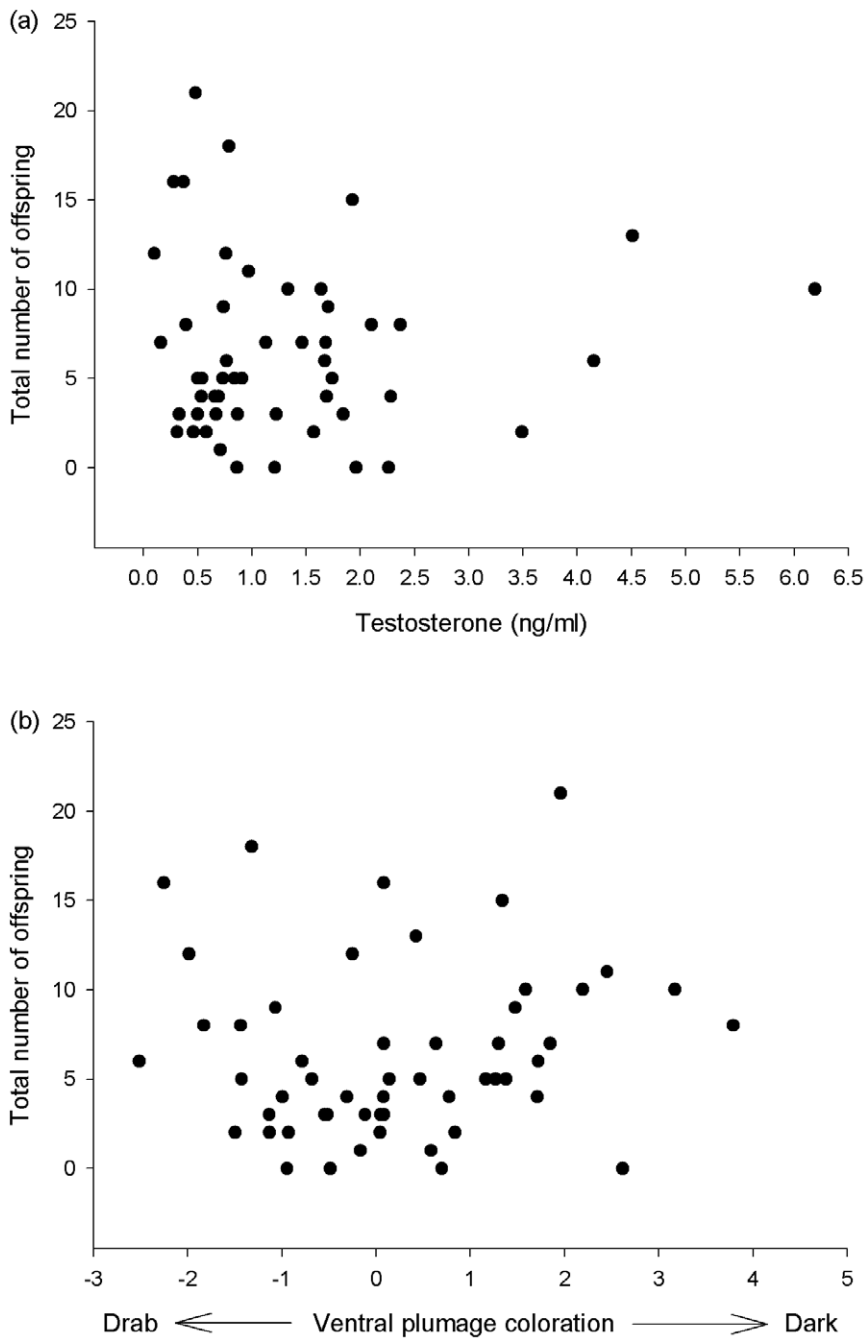 (a)
25
20
15
10
5
0
Total number of offspring
0.0 0.5 1.0 1.5 2.0 2.5 3.0 3.5 4.0 4.5 5.0 5.5 6.0 6.5
Testosterone (ng/ml)
(b)
25
20
15
10
5
0
Total number of offspring
-3 -2 -1 0 1 2 3 4 5
Drab Ventral plumage coloration Dark